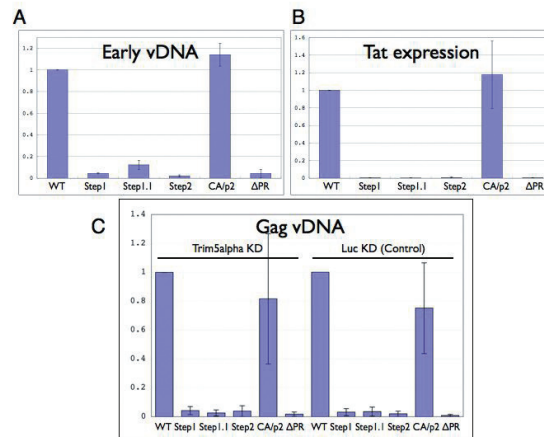 A
Early vDNA
1.2
1
0.8
0.6
0.4
0.2
0
WT Step1 Step1.1 Step2 CA/p2 ΔPR
B
Tat expression
1.6
1.4
1.2
1
0.8
0.6
0.4
0.2
0
WT Step1 Step1.1 Step2 CA/p2 ΔPR
C
Gag vDNA
Trim5alpha KD Luc KD (Control)
1.4
1.2
1
0.8
0.6
0.4
0.2
0
WT Step1 Step1.1 Step2 CA/p2 ΔPR WT Step1 Step1.1 Step2 CA/p2 ΔPR